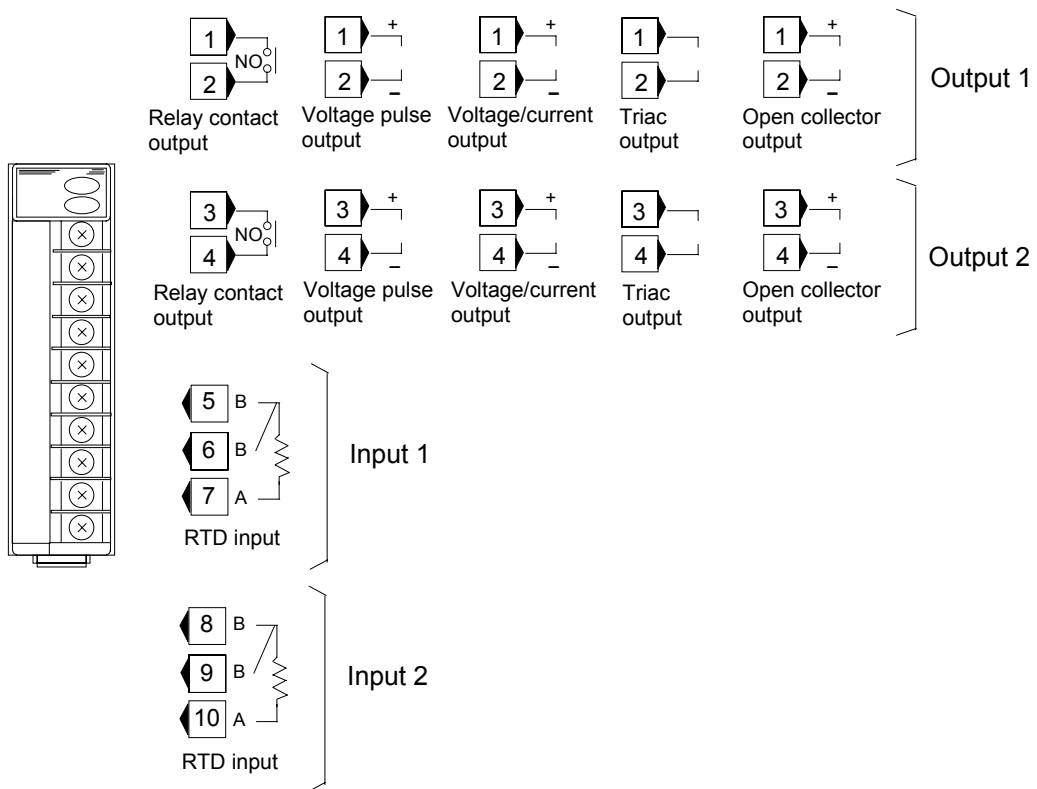 1 + 1 + 1 1 + 1
NO
2 2 – 2 – 2 2 –
Relay contact output
Voltage pulse output
Voltage/current output
Triac output
Open collector output
Output 1
3 + 3 + 3 3 + 3
NO
4 4 – 4 – 4 4 –
Relay contact output
Voltage pulse output
Voltage/current output
Triac output
Open collector output
Output 2
5 B
6 B
7 A
RTD input
Input 1
8 B
9 B
10 A
RTD input
Input 2